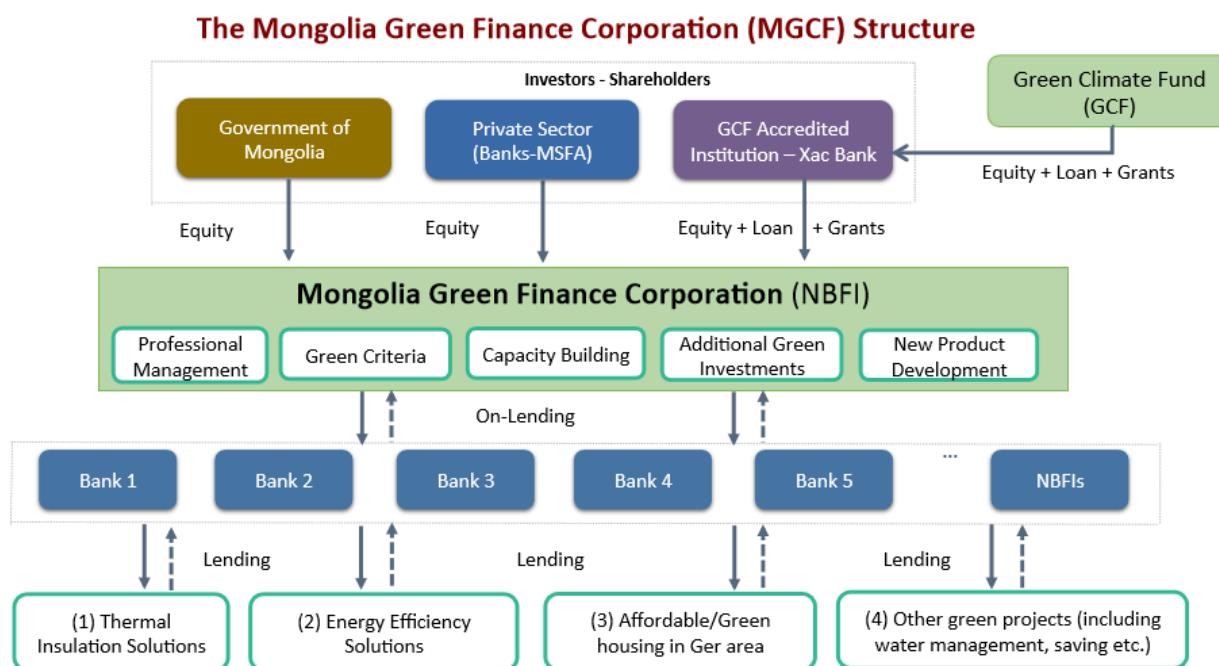 The Mongolia Green Finance Corporation (MGCF) Structure
Investors - Shareholders
Government of
Mongolia
Private Sector
(Banks-MSFA)
GCF Accredited
Institution – Xac Bank
Green Climate Fund
(GCF)
Equity + Loan + Grants
Equity
Equity
Equity + Loan + Grants
Mongolia Green Finance Corporation (NBFI)
Professional
Management
Green Criteria
Capacity Building
Additional Green
Investments
New Product
Development
On-Lending
Bank 1
Bank 2
Bank 3
Bank 4
Bank 5
...
NBFIs
Lending
Lending
Lending
(1) Thermal
Insulation Solutions
(2) Energy Efficiency
Solutions
(3) Affordable/Green
housing in Ger area
(4) Other green projects (including
water management, saving etc.)